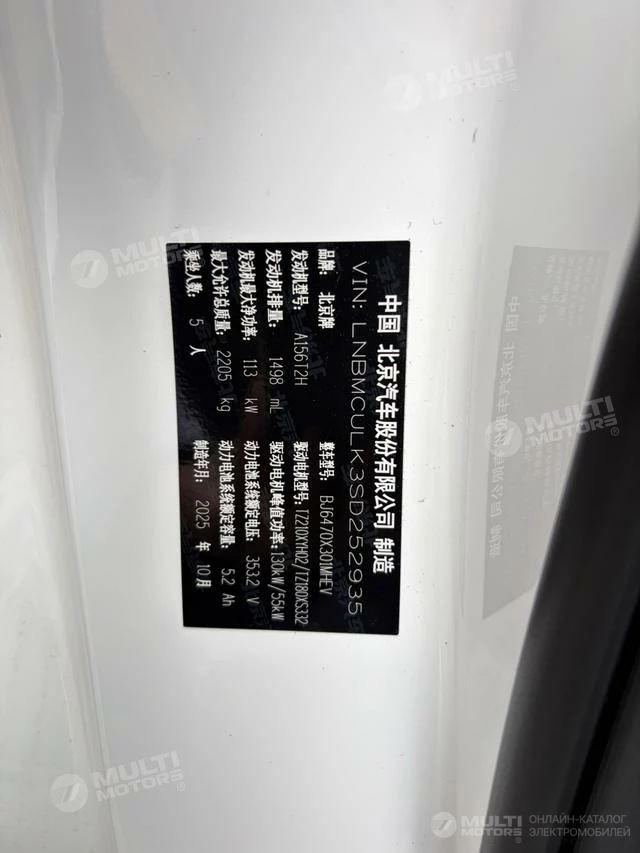 中国 北京汽车股份有限公司 制造
VIN: LNBMCULK3SD252935
品牌: 北京牌 整车型号: BJ6470X301MHEV
发动机型号: A156T2H 驱动电机型号: TZ210XYH02/TZ180XS332
发动机排量: 1498 mL 驱动电机峰值功率: 130kW/55kW
发动机最大净功率: 113 kW 动力电池系统额定电压: 353.2 V
最大允许总质量: 2205 kg 动力电池系统额定容量: 5.2 Ah
乘坐人数: 5 人 制造年月: 2025 年 10月
MULTI
MOTORS®
MULTI
MOTORS®
MULTI
MOTORS®
MULTI
MOTORS®
MULTI
MOTORS®
ОНЛАЙН-КАТАЛОГ
ЭЛЕКТРОМОБИЛЕЙ